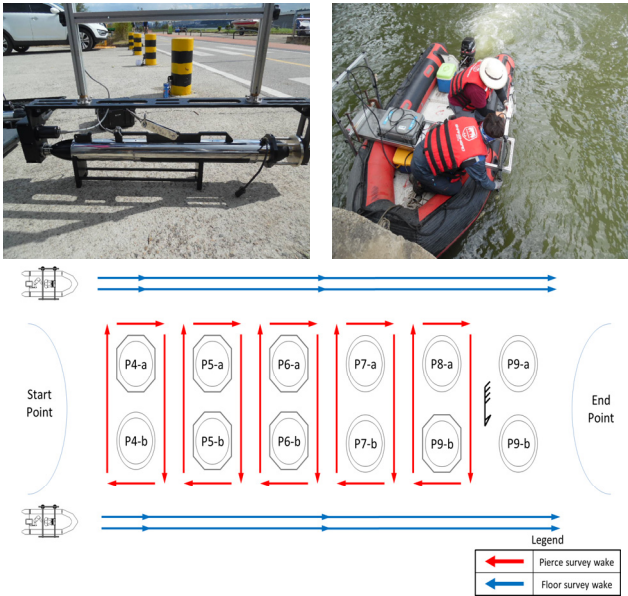 P4-a P5-a P6-a P7-a P8-a P9-a
Start
Point
End
Point
P4-b P5-b P6-b P7-b P9-b P9-b
Legend
Pierce survey wake
Floor survey wake